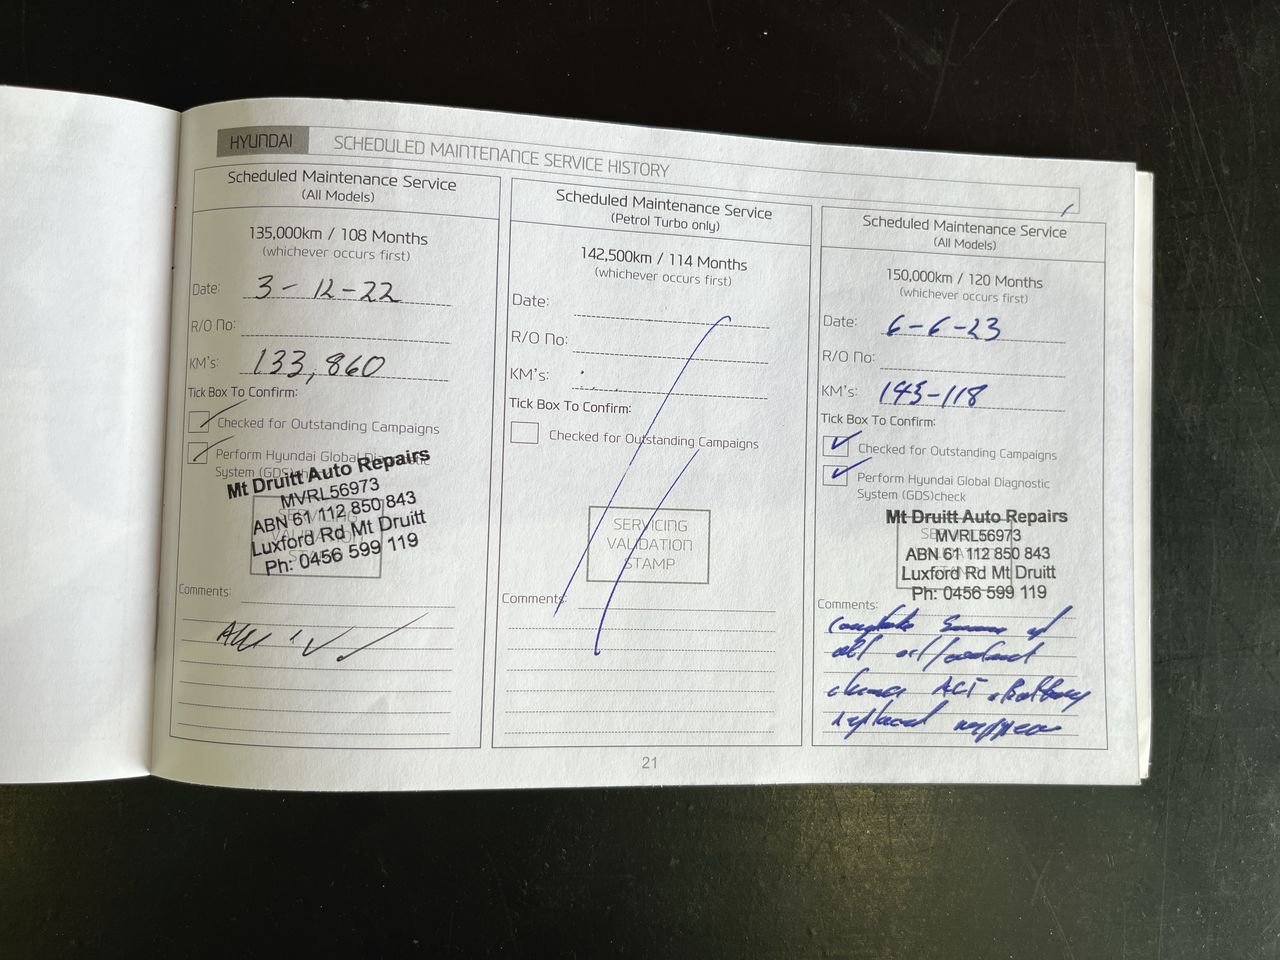 HYUNDAI SCHEDULED MAINTENANCE SERVICE HISTORY
Scheduled Maintenance Service
(All Models)
135,000km / 108 Months
(whichever occurs first)
Date: 3-12-22
R/O No:
KM's: 133,860
Tick Box To Confirm:
Checked for Outstanding Campaigns
Perform Hyundai Global Diagnostic
System (GDS)check
Mt Druitt Auto Repairs
MVRL56973
ABN 61 112 850 843
Luxford Rd Mt Druitt
Ph: 0456 599 119
SERVICING
VALIDATION
STAMP
Comments:
All
Scheduled Maintenance Service
(Petrol Turbo only)
142,500km / 114 Months
(whichever occurs first)
Date:
R/O No:
KM's:
Tick Box To Confirm:
Checked for Outstanding Campaigns
SERVICING
VALIDATION
STAMP
Comments:
Scheduled Maintenance Service
(All Models)
150,000km / 120 Months
(whichever occurs first)
Date: 6-6-23
R/O No:
KM's: 143-118
Tick Box To Confirm:
Checked for Outstanding Campaigns
Perform Hyundai Global Diagnostic
System (GDS)check
Mt Druitt Auto Repairs
MVRL56973
ABN 61 112 850 843
Luxford Rd Mt Druitt
Ph: 0456 599 119
Comments:
Battery
replaced
21